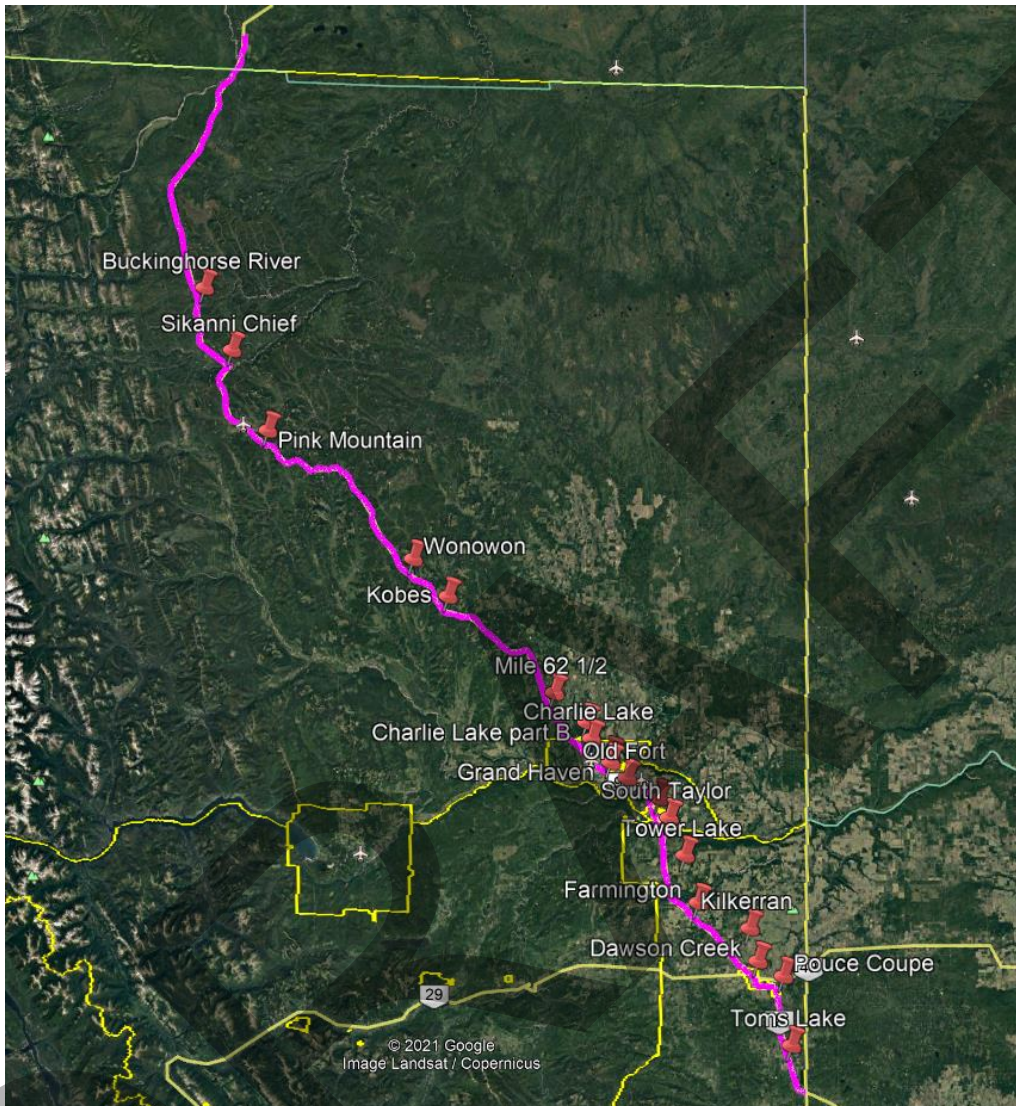 Buckinghorse River
Sikanni Chief
Pink Mountain
Wonowon
Kobes
Mile 62 1/2
Charlie Lake
Charlie Lake part B
Old Fort
Grand Haven
South Taylor
Tower Lake
Farmington
Kilkerran
Dawson Creek
Pouce Coupe
29
Toms Lake
© 2021 Google
Image Landsat / Copernicus